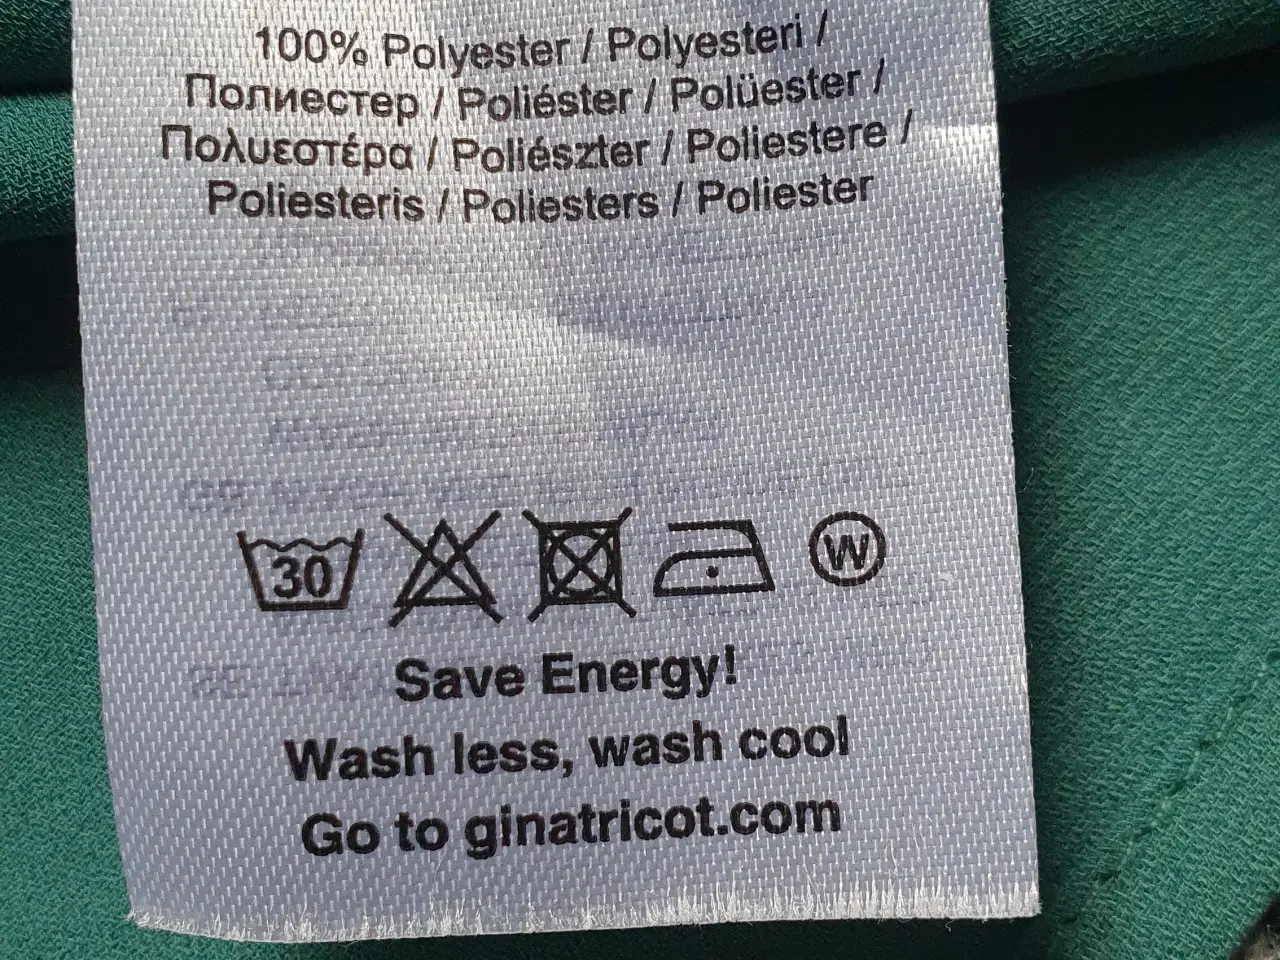 100% Polyester / Polyesteri /
Полиестер / Poliéster / Polüester /
Πολυεστέρα / Poliészter / Poliestere /
Poliesteris / Poliesters / Poliester
30 W
Save Energy!
Wash less, wash cool
Go to ginatricot.com